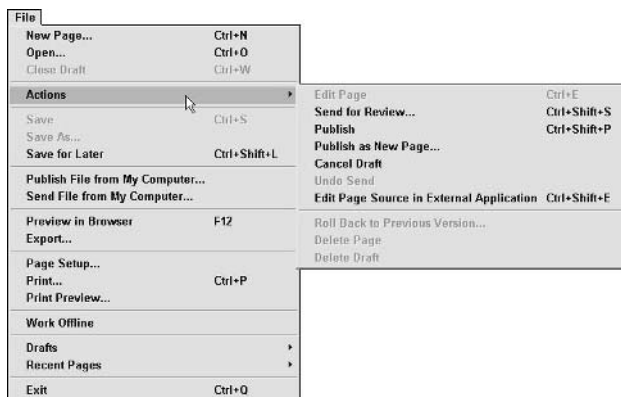 File
New Page... Ctrl+N
Open... Ctrl+O
Close Draft Ctrl+W
Actions
Save Ctrl+S
Save As...
Save for Later Ctrl+Shift+L
Publish File from My Computer...
Send File from My Computer...
Preview in Browser F12
Export...
Page Setup...
Print... Ctrl+P
Print Preview...
Work Offline
Drafts
Recent Pages
Exit Ctrl+Q
Edit Page Ctrl+E
Send for Review... Ctrl+Shift+S
Publish Ctrl+Shift+P
Publish as New Page...
Cancel Draft
Undo Send
Edit Page Source in External Application Ctrl+Shift+E
Roll Back to Previous Version...
Delete Page
Delete Draft